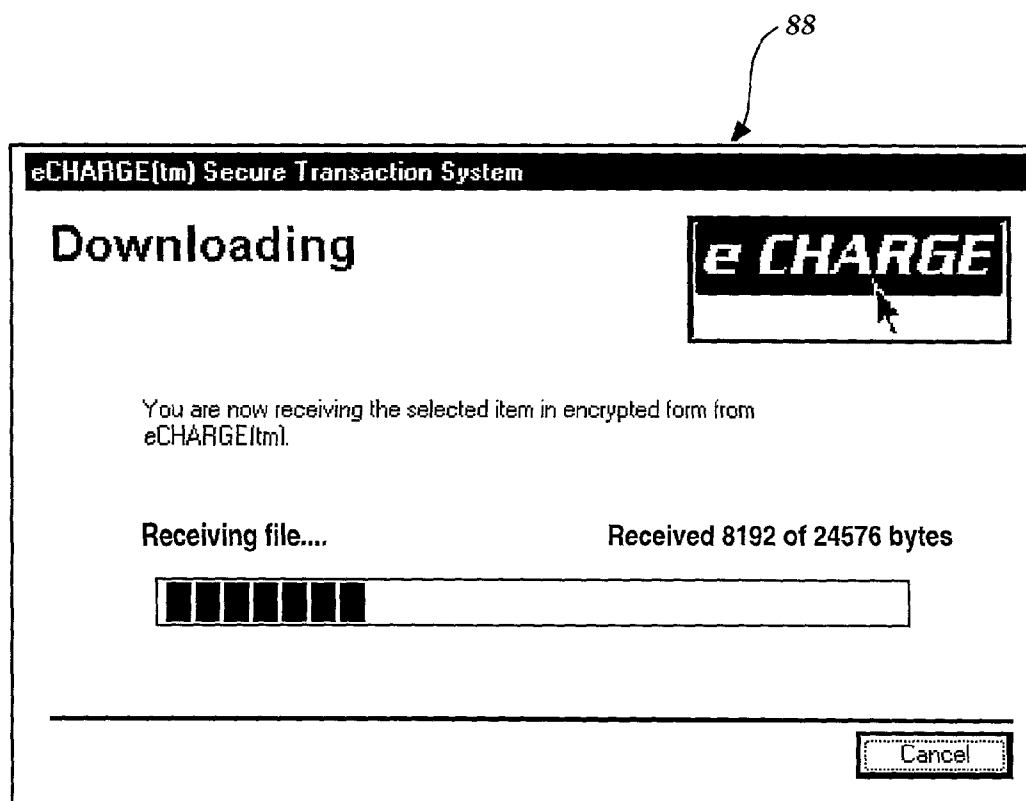 88
eCHARGE(tm) Secure Transaction System
Downloading
e CHARGE
You are now receiving the selected item in encrypted form from
eCHARGE(tm).
Receiving file....
Received 8192 of 24576 bytes
Cancel